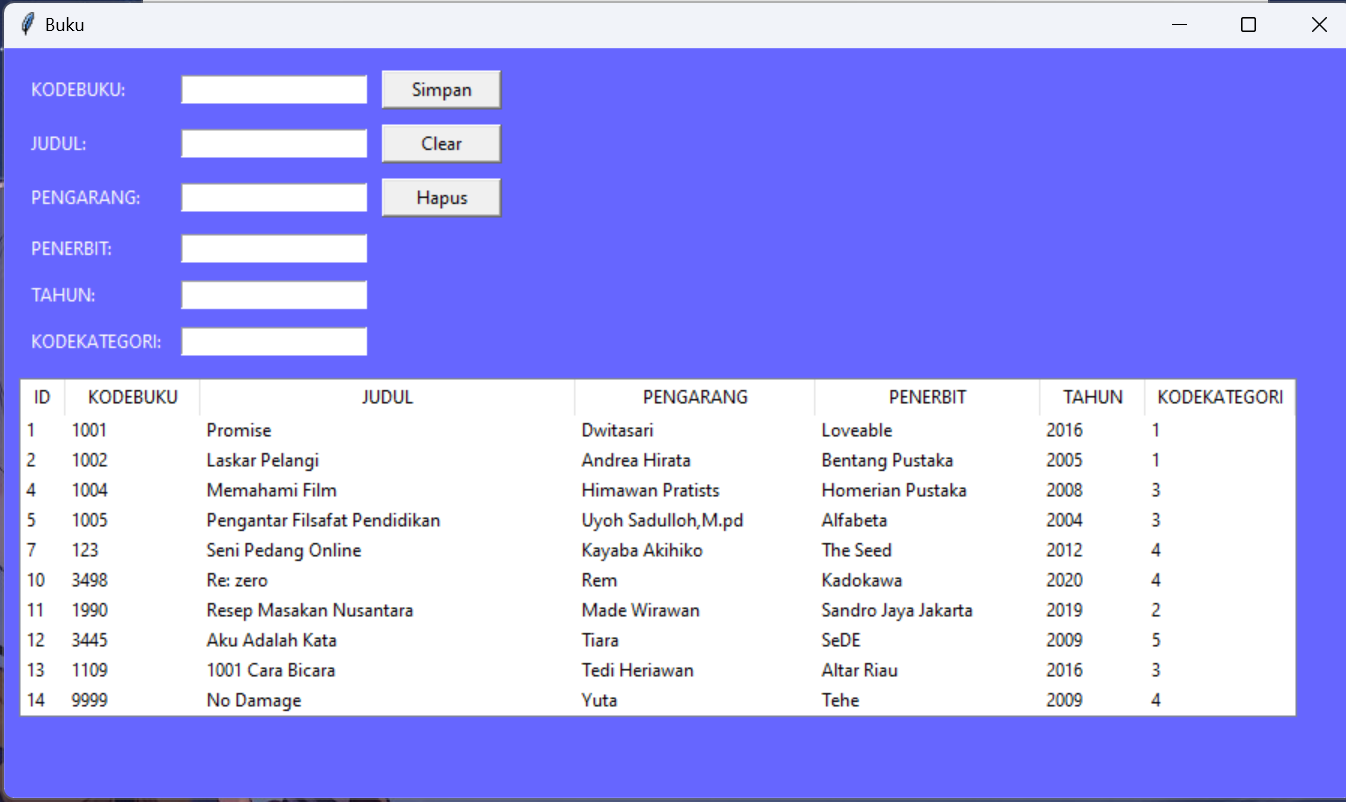 Buku
KODEBUKU: Simpan
JUDUL: Clear
PENGARANG: Hapus
PENERBIT:
TAHUN:
KODEKATEGORI:
ID KODEBUKU JUDUL PENGARANG PENERBIT TAHUN KODEKATEGORI
1 1001 Promise Dwitasari Loveable 2016 1
2 1002 Laskar Pelangi Andrea Hirata Bentang Pustaka 2005 1
4 1004 Memahami Film Himawan Pratists Homerian Pustaka 2008 3
5 1005 Pengantar Filsafat Pendidikan Uyoh Sadulloh,M.pd Alfabeta 2004 3
7 123 Seni Pedang Online Kayaba Akihiko The Seed 2012 4
10 3498 Re: zero Rem Kadokawa 2020 4
11 1990 Resep Masakan Nusantara Made Wirawan Sandro Jaya Jakarta 2019 2
12 3445 Aku Adalah Kata Tiara SeDE 2009 5
13 1109 1001 Cara Bicara Tedi Heriawan Altar Riau 2016 3
14 9999 No Damage Yuta Tehe 2009 4